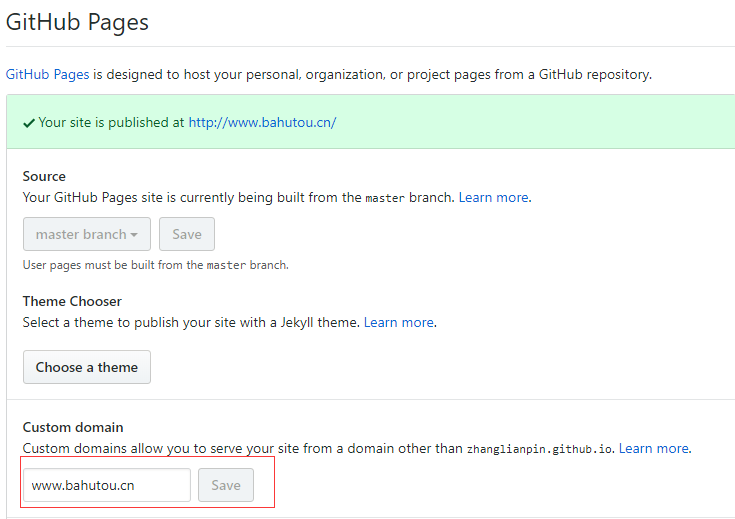 GitHub Pages
GitHub Pages is designed to host your personal, organization, or project pages from a GitHub repository.
Your site is published at http://www.bahutou.cn/
Source
Your GitHub Pages site is currently being built from the master branch. Learn more.
master branch Save
User pages must be built from the master branch.
Theme Chooser
Select a theme to publish your site with a Jekyll theme. Learn more.
Choose a theme
Custom domain
Custom domains allow you to serve your site from a domain other than zhanglianpin.github.io. Learn more.
www.bahutou.cn Save